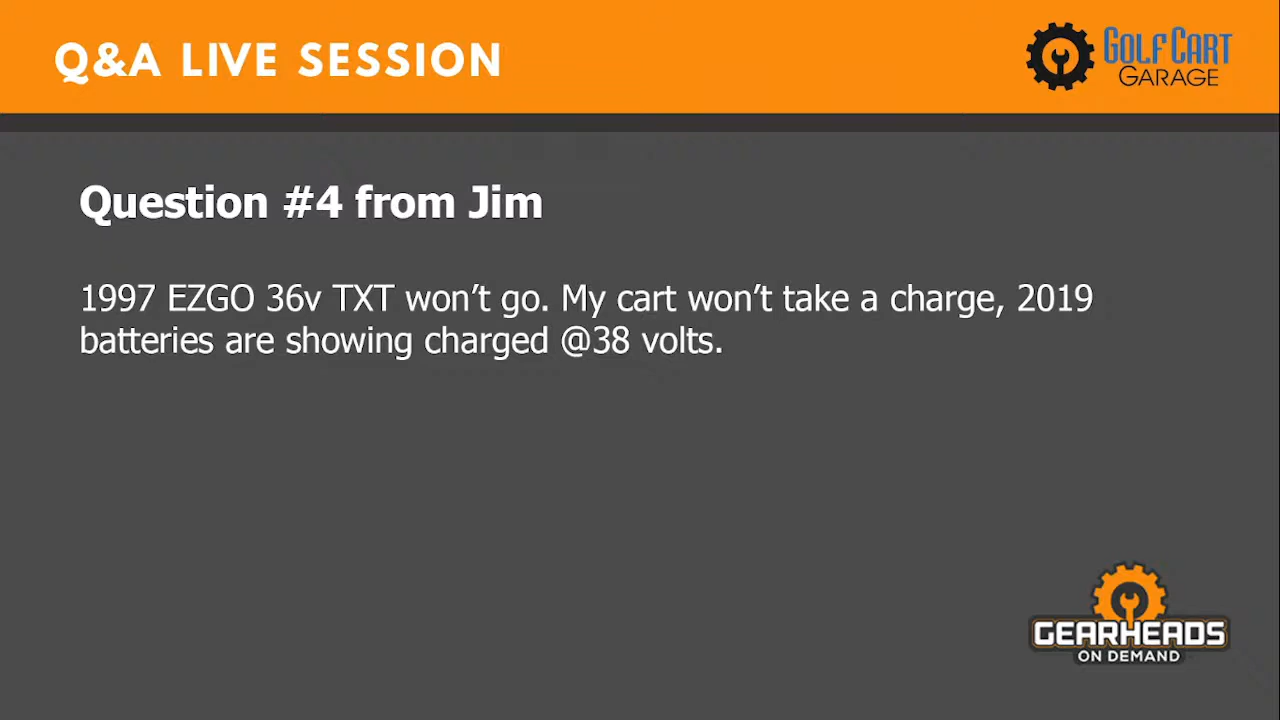 Q&A LIVE SESSION
GOLF CART
GARAGE
Question #4 from Jim
1997 EZGO 36v TXT won’t go. My cart won’t take a charge, 2019
batteries are showing charged @38 volts.
GEARHEADS
ON DEMAND